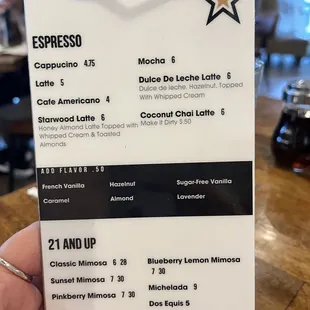 ESPRESSO
Cappucino 4.75
Latte 5
Cafe Americano 4
Starwood Latte 6
Honey Almond Latte Topped with
Whipped Cream & Toasted
Almonds
Mocha 6
Dulce De Leche Latte 6
Dulce de leche, Hazelnut, Topped
With Whipped Cream
Coconut Chai Latte 6
Make it Dirty $.50
ADD FLAVOR .50
French Vanilla
Hazelnut
Sugar-Free Vanilla
Caramel
Almond
Lavender
21 AND UP
Classic Mimosa 6 28
Sunset Mimosa 7 30
Pinkberry Mimosa 7 30
Blueberry Lemon Mimosa
7 30
Michelada 9
Dos Equis 5